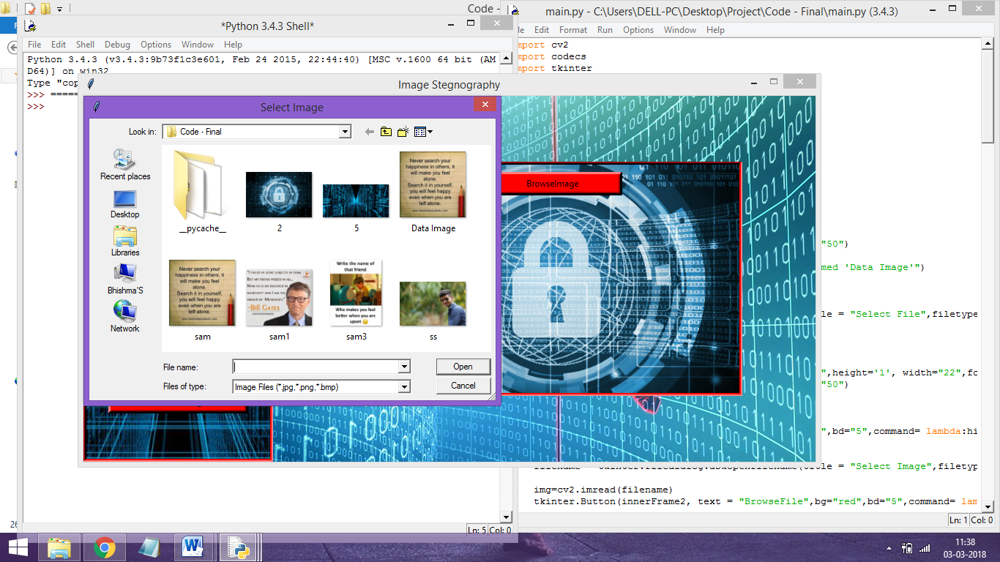 Code -
main.py - C:\Users\DELL-PC\Desktop\Project\Code - Final\main.py (3.4.3)
Edit Format Run Options Window Help
mport cv2
mport codecs
mport tkinter
"50")
med 'Data Image'")
le = "Select File",filetype
",height='1', width="22",fo
"50")
",bd="5",command= lambda:hi
filename = tkinter.filedialog.askopenfilename(title = "Select Image",filetyp
img=cv2.imread(filename)
tkinter.Button(innerFrame2, text = "BrowseFile",bg="red",bd="5",command= lam
Ln: 1 Col: 0
*Python 3.4.3 Shell*
File Edit Shell Debug Options Window Help
Python 3.4.3 (v3.4.3:9b73f1c3e601, Feb 24 2015, 22:44:40) [MSC v.1600 64 bit (AM
D64)] on win32
Type "cop
>>> =====
>>>
Ln: 5 Col: 0
Image Stegnography
BrowseImage
Select Image
Look in: Code - Final
Recent places
Desktop
Libraries
Bhishma'S
Network
__pycache__
2
5
Never search your
happiness in others, it
will make you feel
alone.
Search it in yourself,
you will feel happy
even when you are
left alone.
Data Image
Never search your
happiness in others, it
will make you feel
alone.
Search it in yourself,
you will feel happy
even when you are
left alone.
sam
"I failed in some subjects in exam
But my friend passed in all.
Now he is an engineer in
microsoft and I am the
owner of Microsoft."
-Bill Gates
sam1
Write the name of
that friend
Who makes you feel
better when you are
upset
sam3
ss
File name:
Open
Files of type: Image Files (*.jpg,*.png,*.bmp)
Cancel
26
11:38
03-03-2018